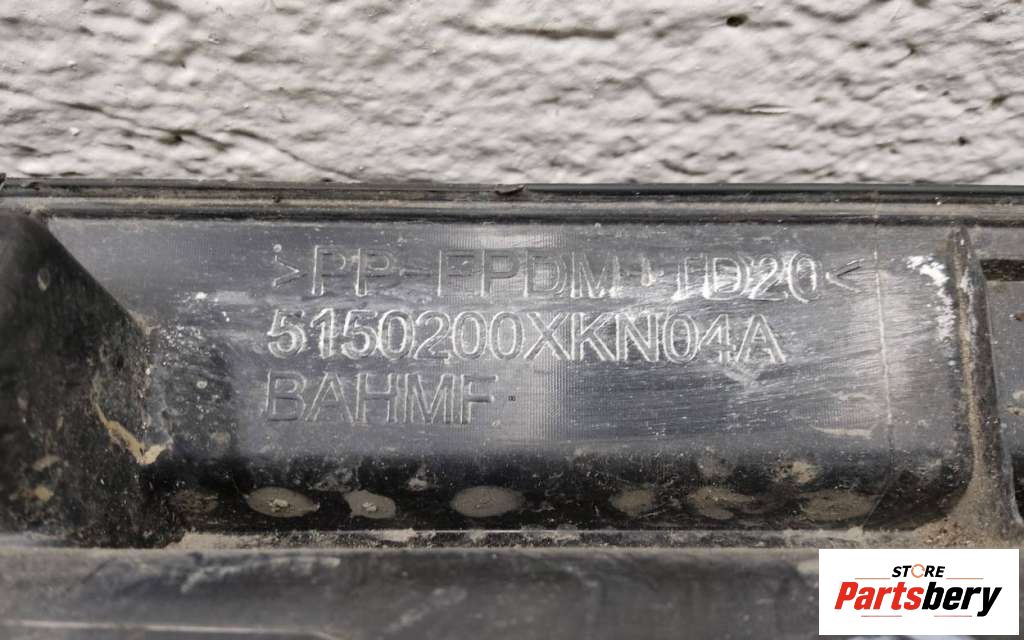 >PP+EPDM-TD20<
5150200XKN04A
BAHMF
STORE
Partsbery